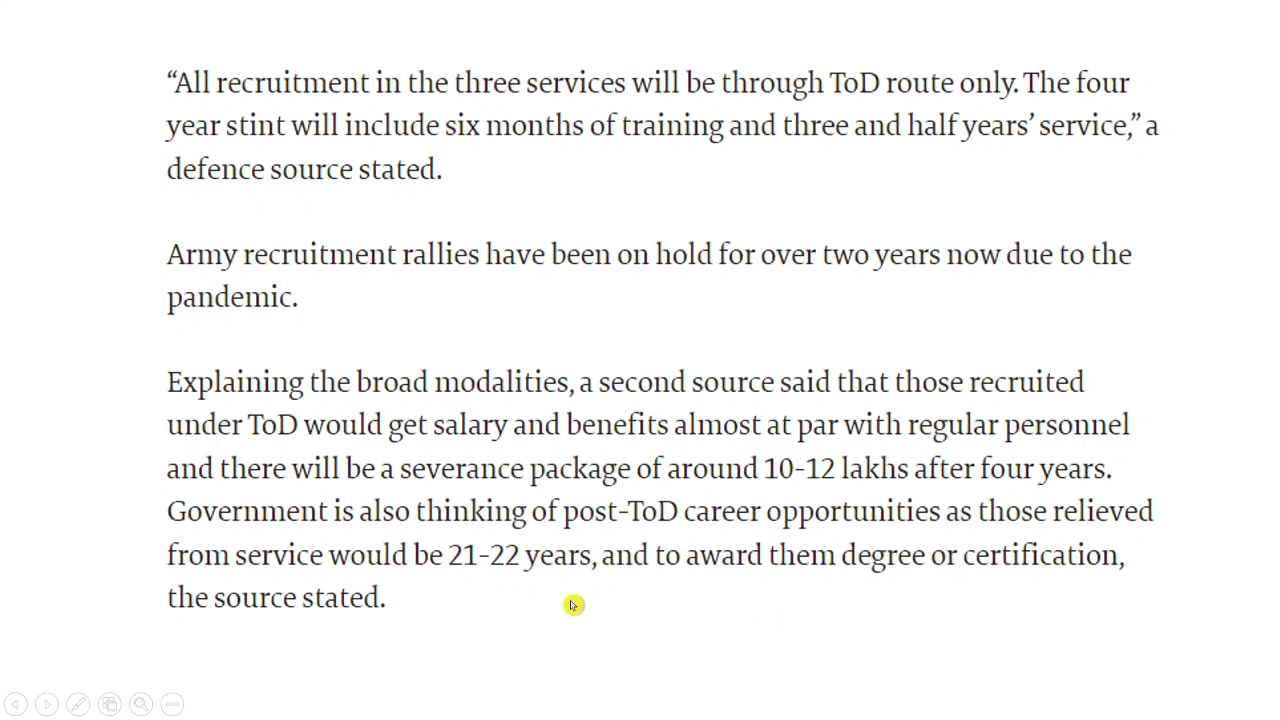 “All recruitment in the three services will be through ToD route only. The four
year stint will include six months of training and three and half years’ service,” a
defence source stated.
Army recruitment rallies have been on hold for over two years now due to the
pandemic.
Explaining the broad modalities, a second source said that those recruited
under ToD would get salary and benefits almost at par with regular personnel
and there will be a severance package of around 10-12 lakhs after four years.
Government is also thinking of post-ToD career opportunities as those relieved
from service would be 21-22 years, and to award them degree or certification,
the source stated.